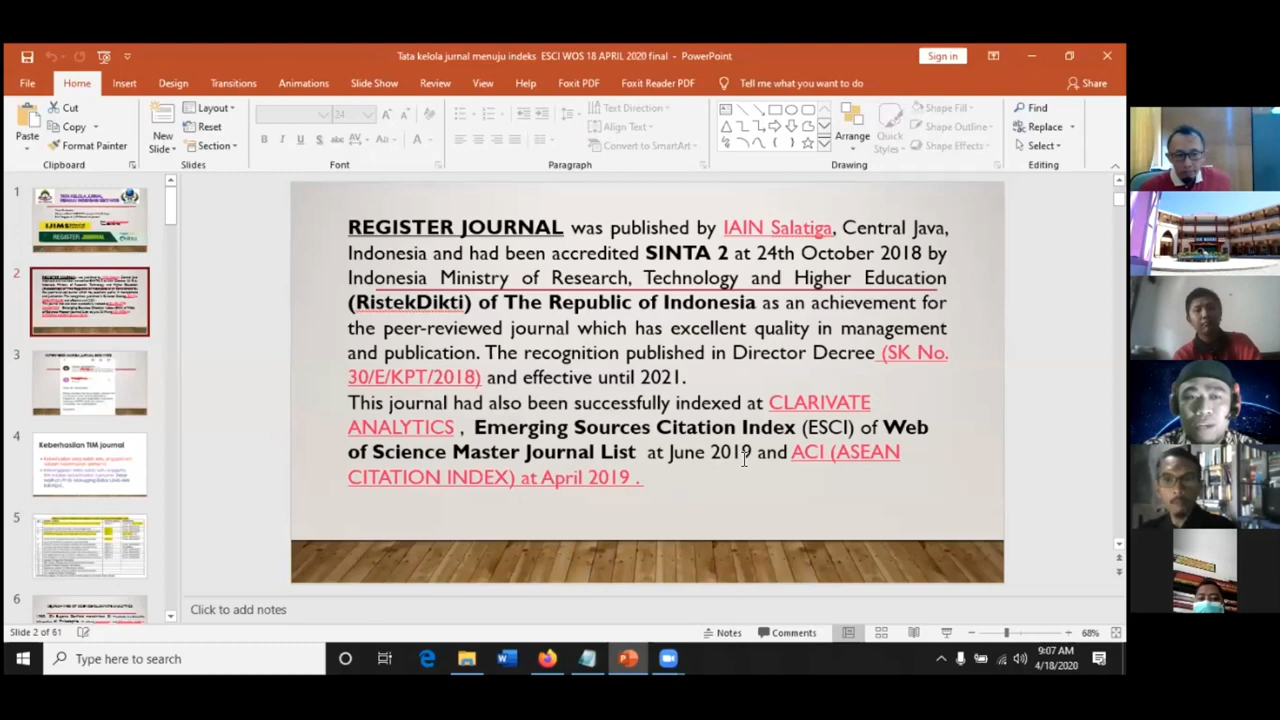 Tata kelola jurnal menuju indeks ESCI WOS 18 APRIL 2020 final - PowerPoint
Sign in
File Home Insert Design Transitions Animations Slide Show Review View Help Foxit PDF Foxit Reader PDF Tell me what you want to do Share
Paste
Cut
Copy
Format Painter
Clipboard
New Slide
Layout
Reset
Section
Slides
24
Font
Text Direction
Align Text
Convert to SmartArt
Paragraph
Arrange
Quick Styles
Shape Fill
Shape Outline
Shape Effects
Drawing
Find
Replace
Select
Editing
1
REGISTER JOURNAL
2
3
4
Keberhasilan TIM journal
5
6
REGISTER JOURNAL was published by IAIN Salatiga, Central Java,
Indonesia and had been accredited SINTA 2 at 24th October 2018 by
Indonesia Ministry of Research, Technology and Higher Education
(RistekDikti) of The Republic of Indonesia as an achievement for
the peer-reviewed journal which has excellent quality in management
and publication. The recognition published in Director Decree (SK No.
30/E/KPT/2018) and effective until 2021.
This journal had also been successfully indexed at CLARIVATE
ANALYTICS , Emerging Sources Citation Index (ESCI) of Web
of Science Master Journal List at June 2019 and ACI (ASEAN
CITATION INDEX) at April 2019 .
Click to add notes
Slide 2 of 61
Notes
Comments
68%
Type here to search
9:07 AM
4/18/2020